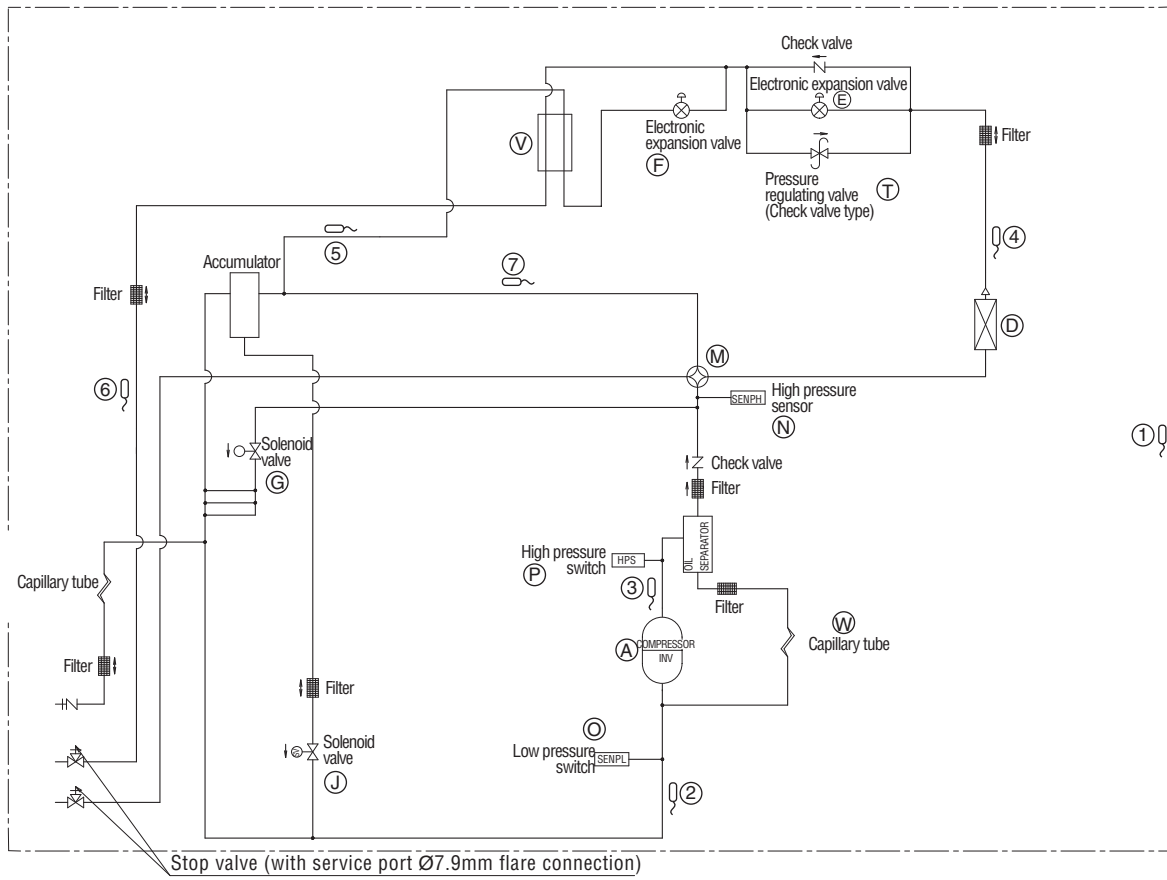 Check valve
Electronic expansion valve
E
Electronic
expansion valve
F
V
Filter
Pressure
regulating valve
(Check valve type)
T
4
5
7
Accumulator
Filter
D
M
6
SENPH
High pressure
sensor
N
1
Solenoid
valve
G
Check valve
Filter
OIL
SEPARATOR
High pressure
switch
P
HPS
Capillary tube
3
Filter
W
Capillary tube
A
COMPRESSOR
INV
Filter
Filter
O
Low pressure
switch
SENPL
Solenoid
valve
SV
J
2
Stop valve (with service port Ø7.9mm flare connection)